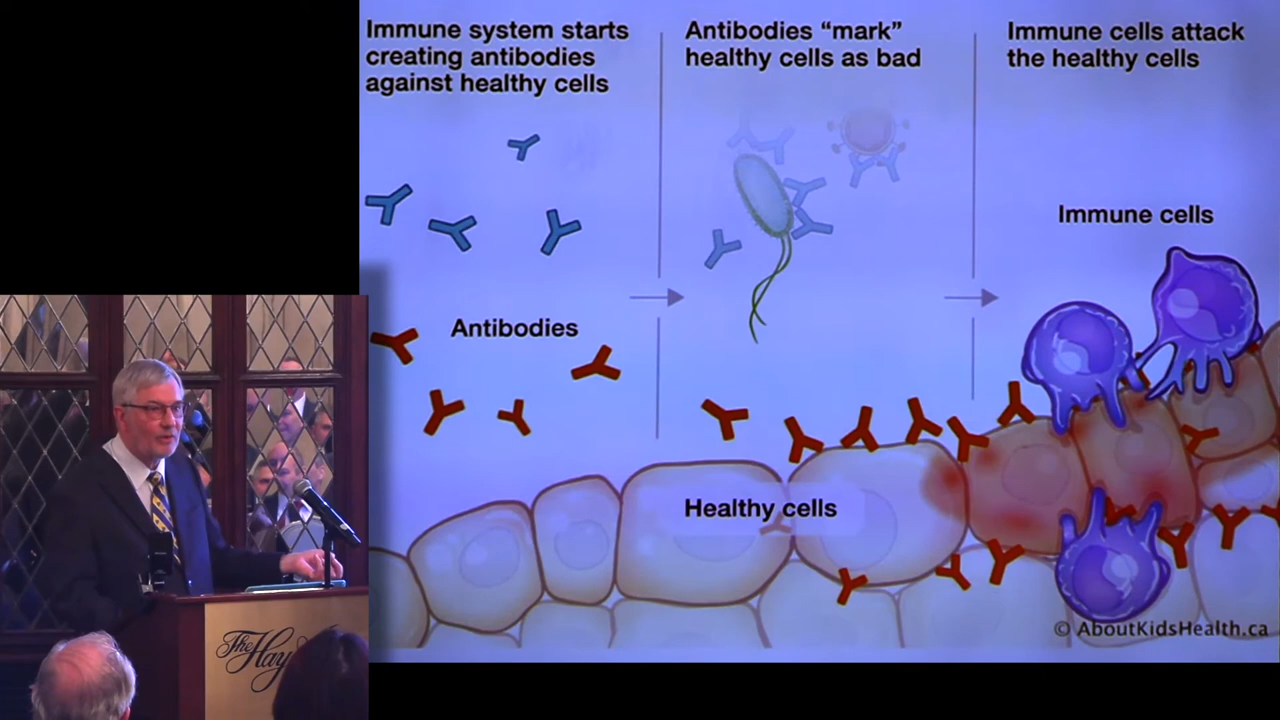 Immune system starts
creating antibodies
against healthy cells
Antibodies "mark"
healthy cells as bad
Immune cells attack
the healthy cells
Immune cells
Antibodies
Healthy cells
© AboutKidsHealth.ca
The Hay